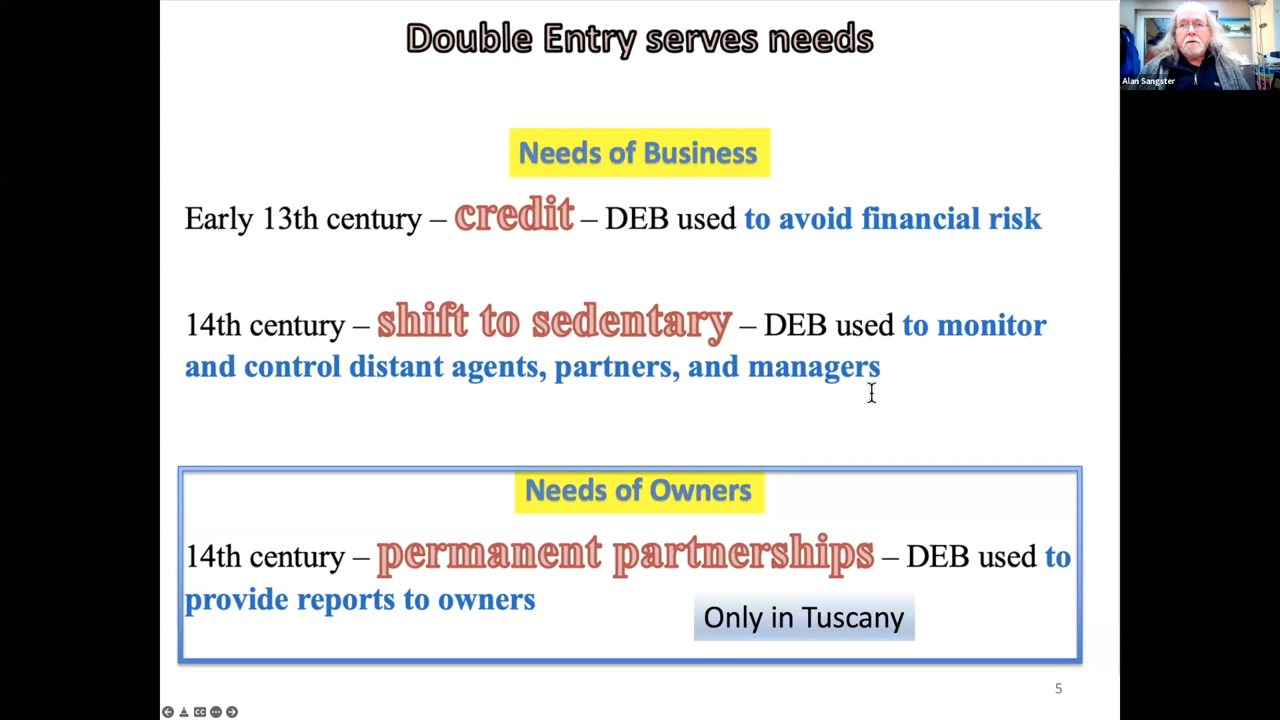 Double Entry serves needs
Alan Sangster
Needs of Business
Early 13th century – credit – DEB used to avoid financial risk
14th century – shift to sedentary – DEB used to monitor
and control distant agents, partners, and managers
Needs of Owners
14th century – permanent partnerships – DEB used to
provide reports to owners
Only in Tuscany
5
CC